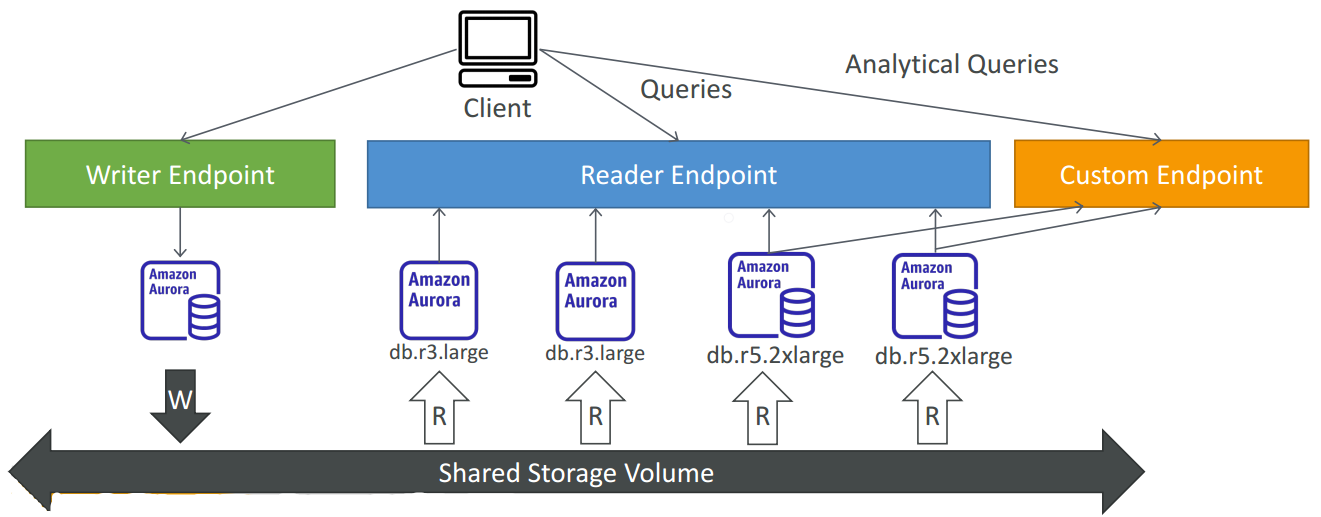 Client
Queries
Analytical Queries
Writer Endpoint
Reader Endpoint
Custom Endpoint
Amazon
Aurora
Amazon
Aurora
db.r3.large
Amazon
Aurora
db.r3.large
Amazon
Aurora
db.r5.2xlarge
Amazon
Aurora
db.r5.2xlarge
W
R
R
R
R
Shared Storage Volume